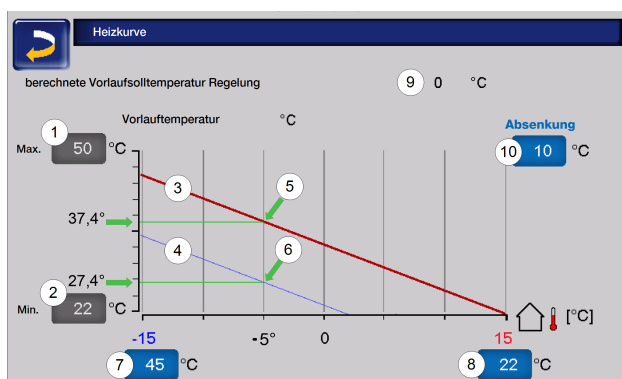 Heizkurve
berechnete Vorlaufsolltemperatur Regelung 9 0 °C
Vorlauftemperatur °C
Absenkung
1
Max. 50 °C
10 10 °C
3
5
37,4°
4
6
27,4°
2
Min. 22 °C
[°C]
-15 -5° 0 15
7 45 °C
8 22 °C